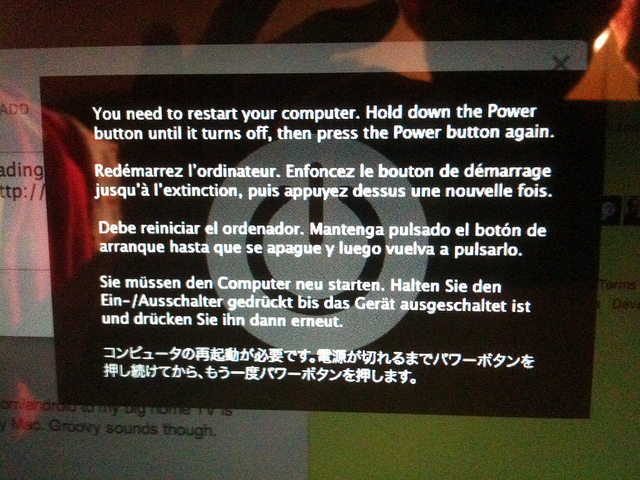 ADO
You need to restart your computer. Hold down the Power
button until it turns off, then press the Power button again.
ading
ttp://
Redémarrez l'ordinateur. Enfoncez le bouton de démarrage
jusqu'à l'extinction, puis appuyez dessus une nouvelle fois.
Debe reiniciar el ordenador. Mantenga pulsado el botón de
arranque hasta que se apague y luego vuelva a pulsarlo.
Sie müssen den Computer neu starten. Halten Sie den
Ein-/Ausschalter gedrückt bis das Gerät ausgeschaltet ist
und drücken Sie ihn dann erneut.
Terms
コンピュータの再起動が必要です。電源が切れるまでパワーボタンを
押し続けてから、もう一度パワーボタンを押します。
to my big home TV is
y Mac. Groovy sounds though.